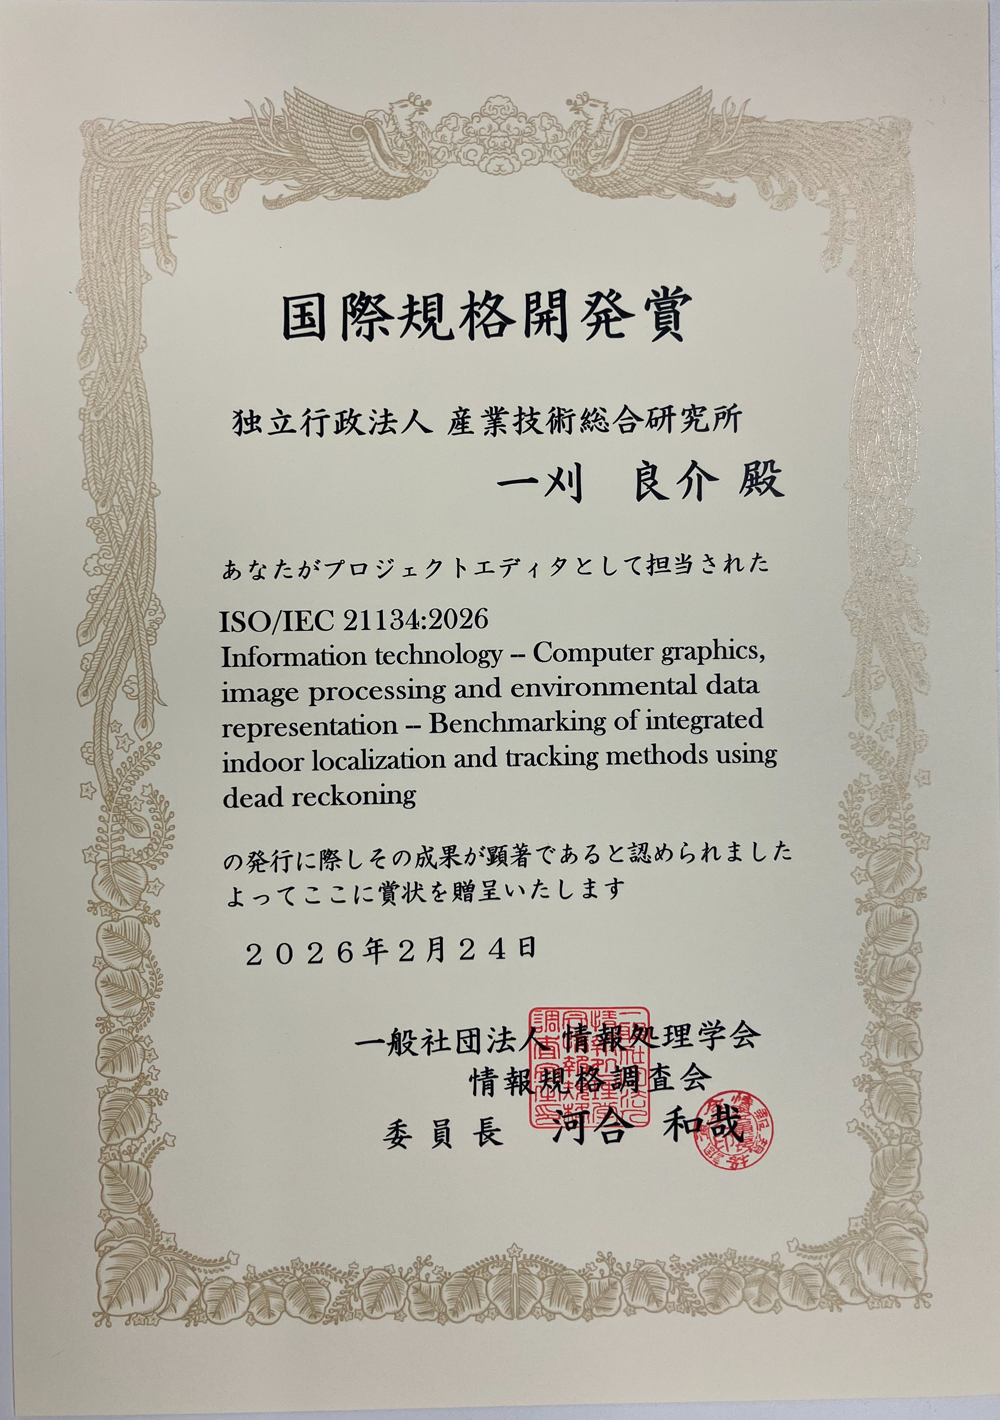 国際規格開発賞
独立行政法人 産業技術総合研究所
一刈 良介 殿
あなたがプロジェクトエディタとして担当された
ISO/IEC 21134:2026
Information technology -- Computer graphics,
image processing and environmental data
representation -- Benchmarking of integrated
indoor localization and tracking methods using
dead reckoning
の発行に際しその成果が顕著であると認められました
よってここに賞状を贈呈いたします
２０２６年２月２４日
一般社団法人 情報処理学会
情報規格調査会
委員長 河合 和哉